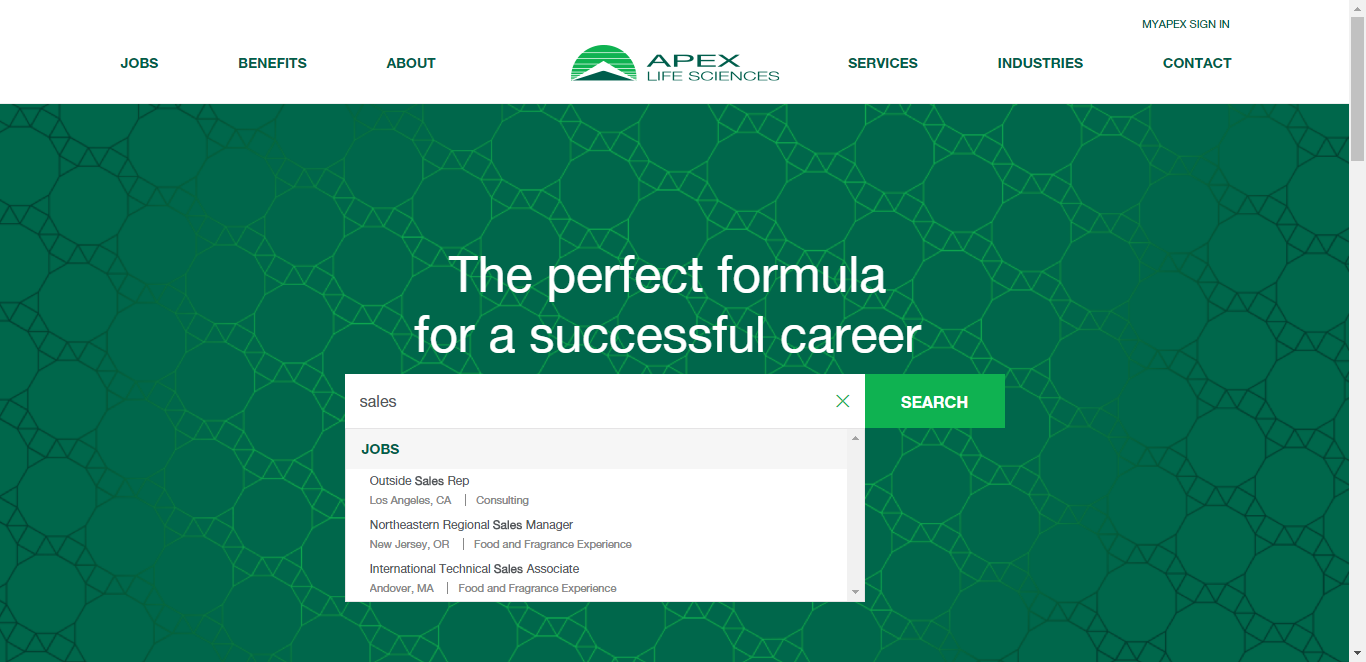 MYAPEX SIGN IN
JOBS BENEFITS ABOUT APEX LIFE SCIENCES SERVICES INDUSTRIES CONTACT
The perfect formula
for a successful career
sales SEARCH
JOBS
Outside Sales Rep
Los Angeles, CA | Consulting
Northeastern Regional Sales Manager
New Jersey, OR | Food and Fragrance Experience
International Technical Sales Associate
Andover, MA | Food and Fragrance Experience